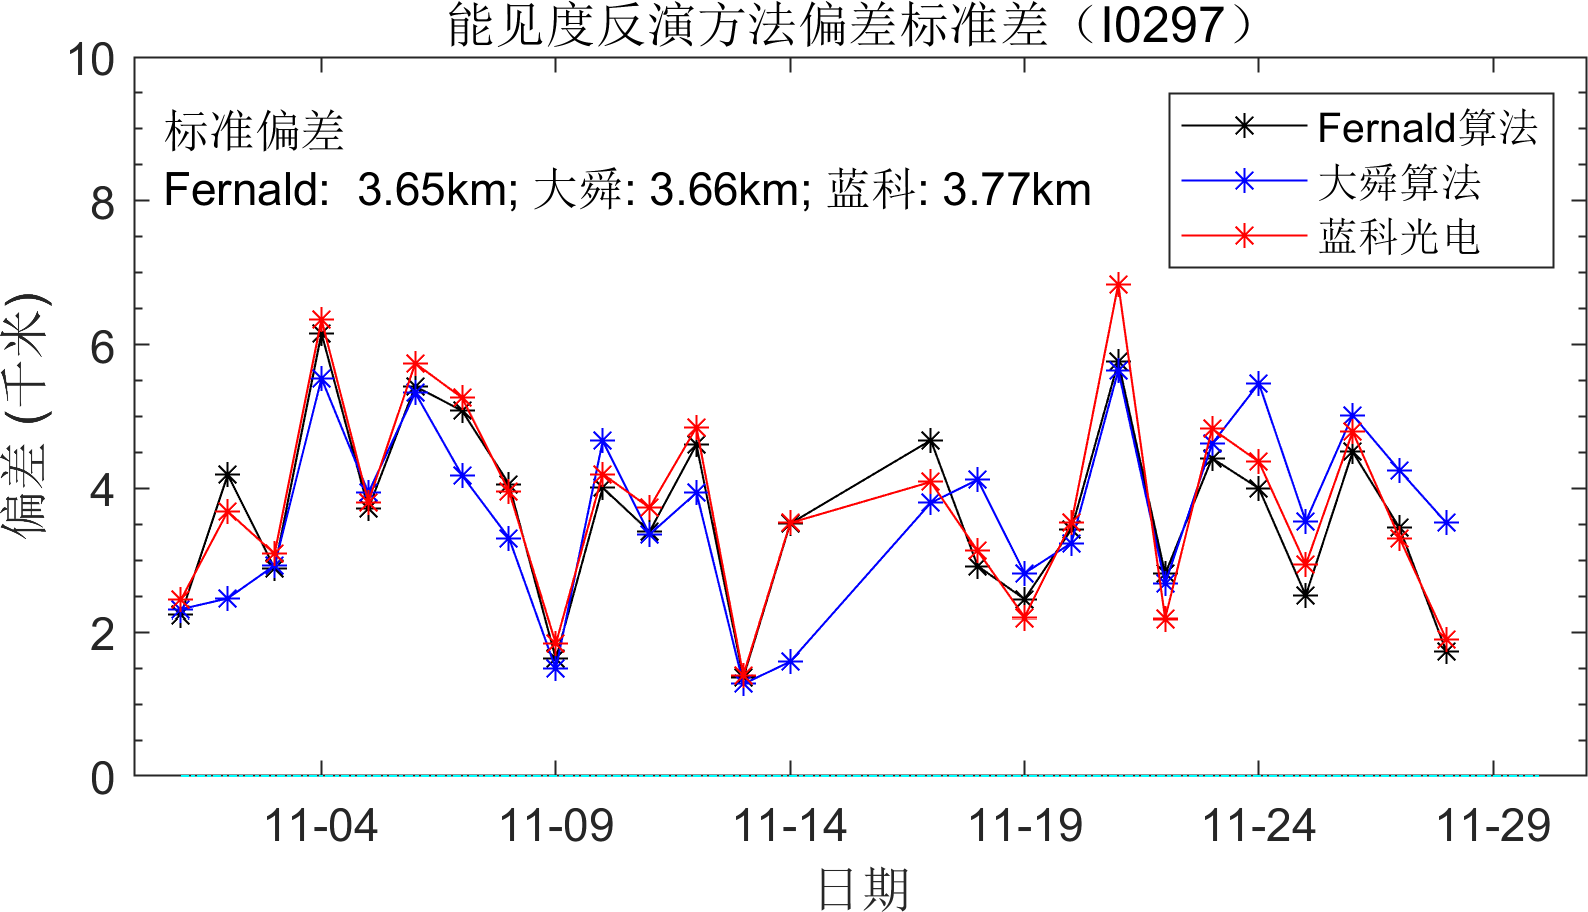 能见度反演方法偏差标准差（I0297）
标准偏差
Fernald:  3.65km; 大舜: 3.66km; 蓝科: 3.77km
Fernald算法
大舜算法
蓝科光电
偏差 (千米)
10
8
6
4
2
0
11-04 11-09 11-14 11-19 11-24 11-29
日期